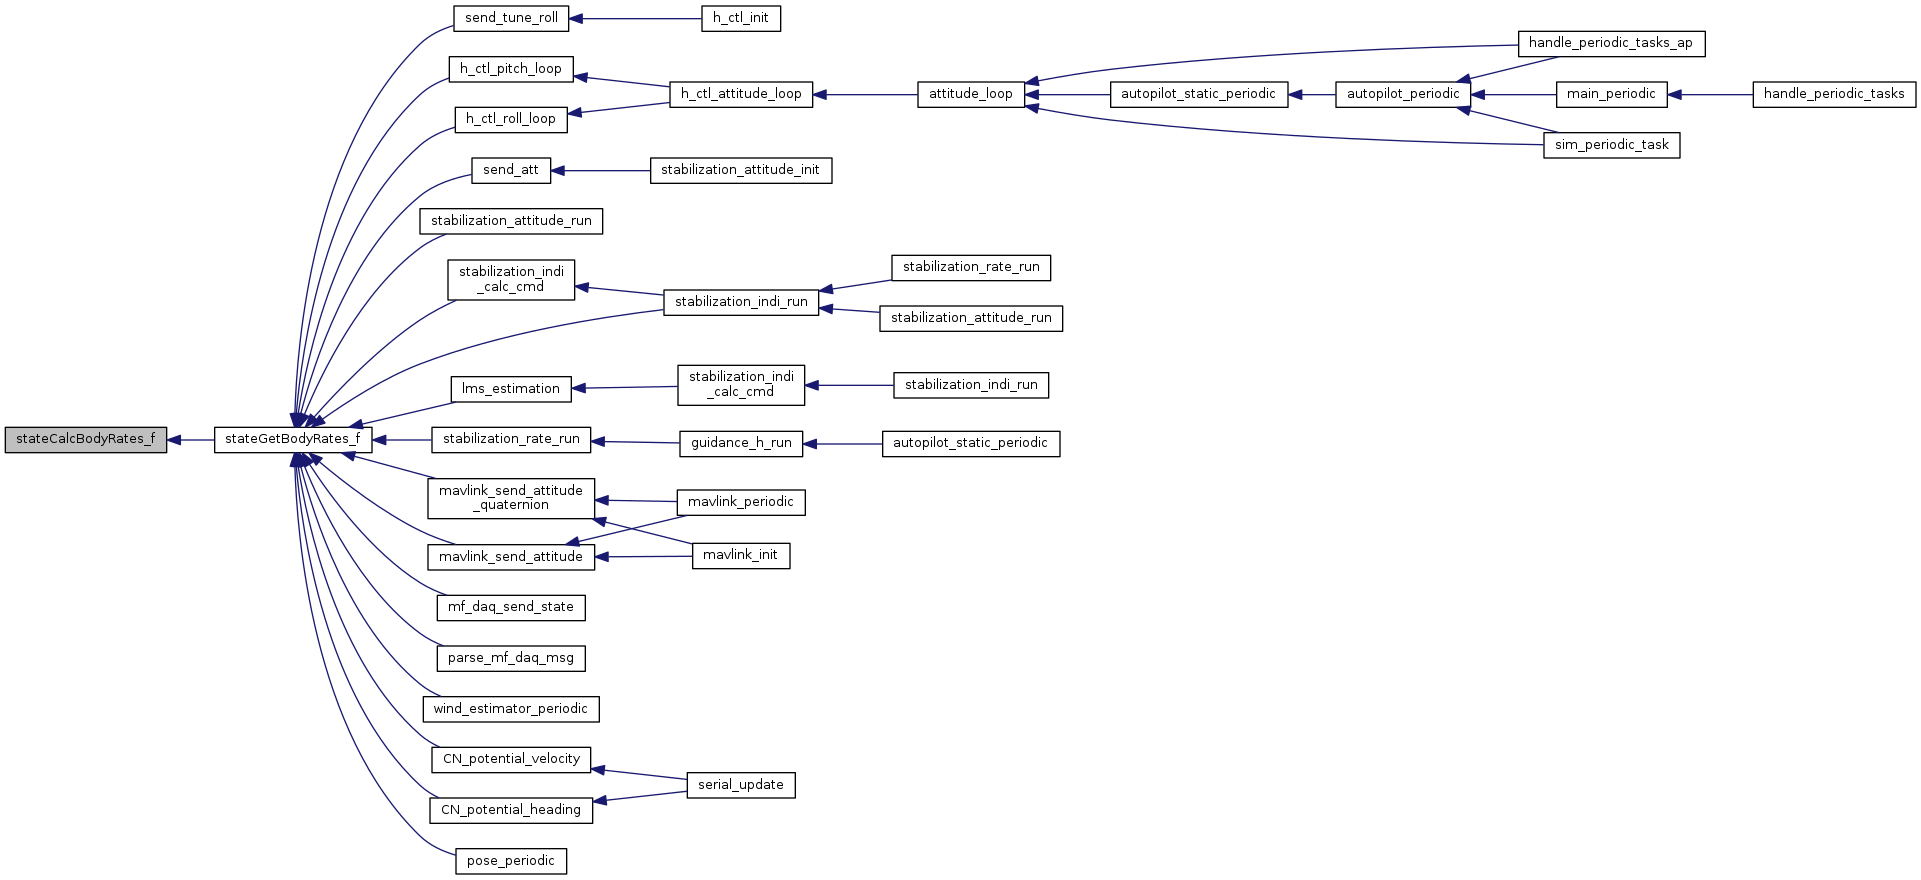 send_tune_roll
h_ctl_init
h_ctl_pitch_loop
h_ctl_roll_loop
h_ctl_attitude_loop
attitude_loop
handle_periodic_tasks_ap
autopilot_static_periodic
autopilot_periodic
main_periodic
handle_periodic_tasks
sim_periodic_task
send_att
stabilization_attitude_init
stabilization_attitude_run
stabilization_indi
_calc_cmd
stabilization_indi_run
stabilization_rate_run
stabilization_attitude_run
lms_estimation
stabilization_indi
_calc_cmd
stabilization_indi_run
stateCalcBodyRates_f
stateGetBodyRates_f
stabilization_rate_run
guidance_h_run
autopilot_static_periodic
mavlink_send_attitude
_quaternion
mavlink_periodic
mavlink_send_attitude
mavlink_init
mf_daq_send_state
parse_mf_daq_msg
wind_estimator_periodic
CN_potential_velocity
serial_update
CN_potential_heading
pose_periodic